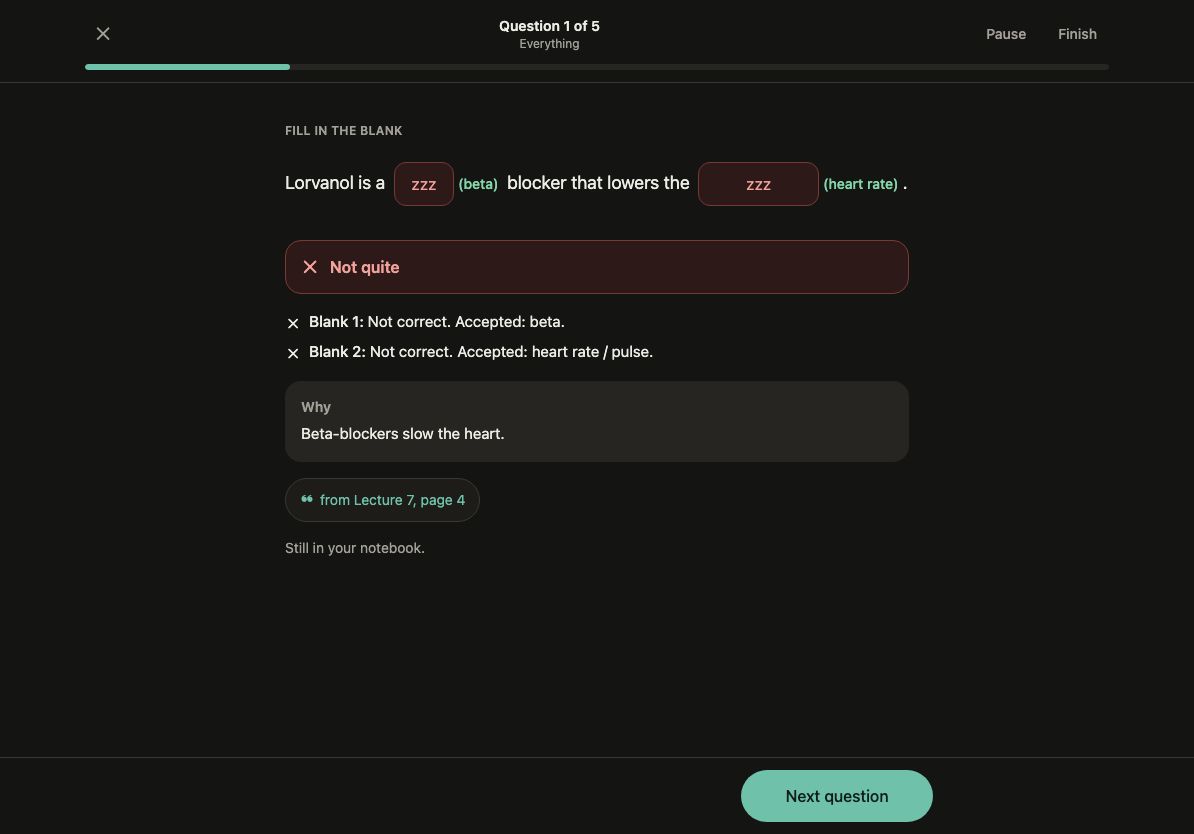 Question 1 of 5
Everything
Pause
Finish
FILL IN THE BLANK
Lorvanol is a zzz (beta) blocker that lowers the zzz (heart rate) .
Not quite
Blank 1: Not correct. Accepted: beta.
Blank 2: Not correct. Accepted: heart rate / pulse.
Why
Beta-blockers slow the heart.
❝ from Lecture 7, page 4
Still in your notebook.
Next question